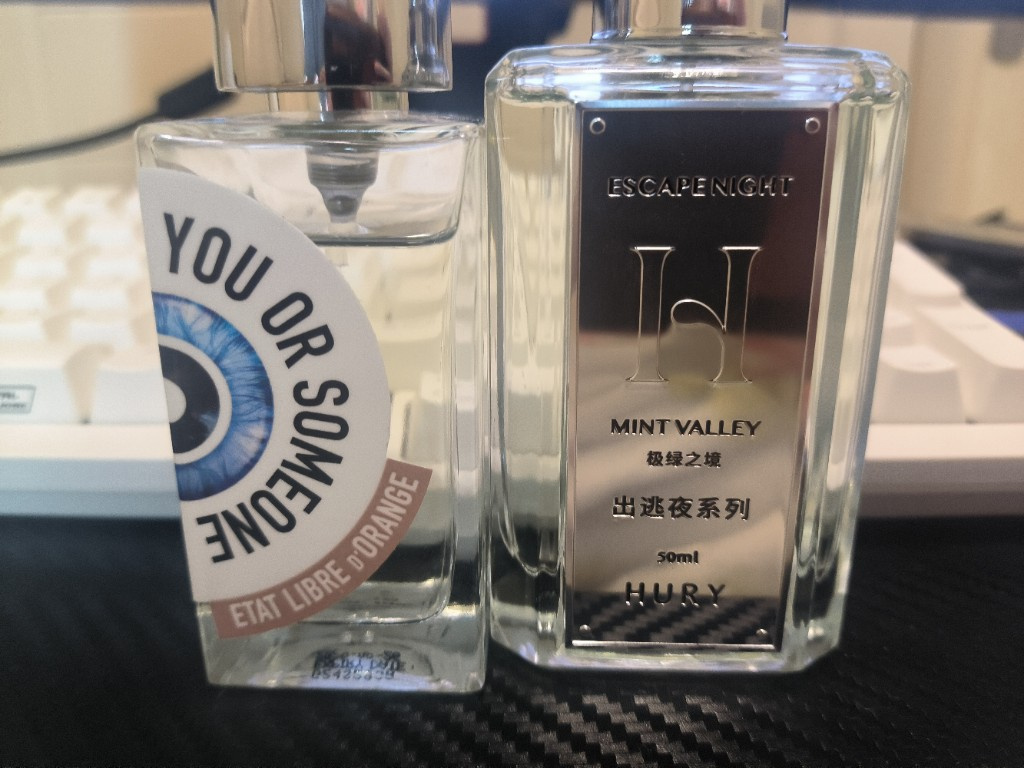 YOU OR SOMEONE
ETAT LIBRE D'ORANGE
ESCAPE NIGHT
H
MINT VALLEY
极绿之境
出逃夜系列
50ml
HURY